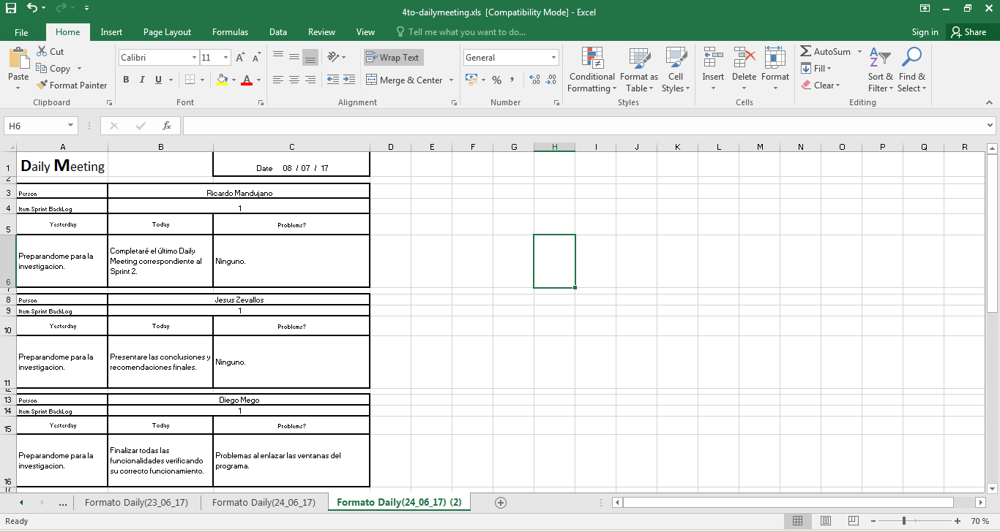 4to-dailymeeting.xls [Compatibility Mode] - Excel
File Home Insert Page Layout Formulas Data Review View Tell me what you want to do... Sign in Share
Paste
Cut
Copy
Format Painter
Clipboard
Calibri 11
B I U A
Font
Wrap Text
Merge & Center
Alignment
General
% , .00 .0
Number
Conditional Formatting
Format as Table
Cell Styles
Styles
Insert Delete Format
Cells
AutoSum
Fill
Clear
Sort & Filter
Find & Select
Editing
H6 fx
A B C D E F G H I J K L M N O P Q R
1 Daily Meeting Date 08 / 07 / 17
2
3 Person Ricardo Mandujano
4 Item Sprint BackLog 1
5 Yesterday Today Problems?
6 Preparandome para la
investigacion.
Completaré el último Daily
Meeting correspondiente al
Sprint 2.
Ninguno.
7
8 Person Jesus Zevallos
9 Item Sprint BackLog 1
10 Yesterday Today Problems?
11 Preparandome para la
investigacion.
Presentare las conclusiones y
recomendaciones finales.
Ninguno.
12
13 Person Diego Mego
14 Item Sprint BackLog 1
15 Yesterday Today Problems?
16 Preparandome para la
investigacion.
Finalizar todas las
funcionalidades verificando
su correcto funcionamiento.
Problemas al enlazar las ventanas del
programa.
17
... Formato Daily(23_06_17) Formato Daily(24_06_17) Formato Daily(24_06_17) (2)
Ready 70 %